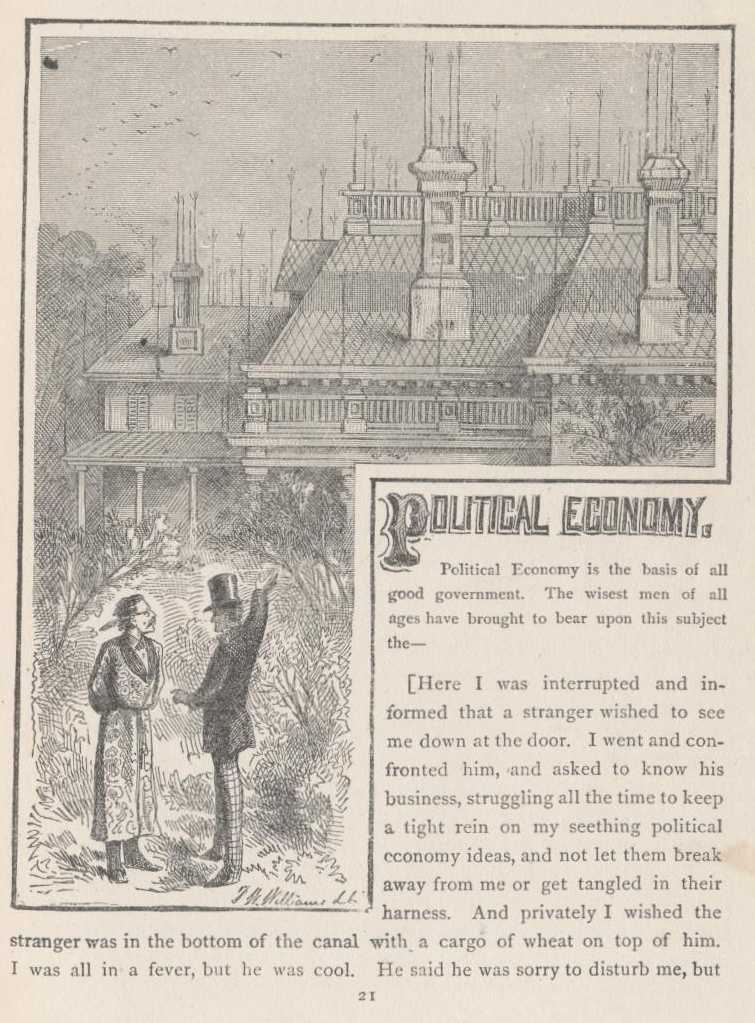 T. W. Williams
POLITICAL ECONOMY.
Political Economy is the basis of all
good government. The wisest men of all
ages have brought to bear upon this subject
the—
[Here I was interrupted and in-
formed that a stranger wished to see
me down at the door. I went and con-
fronted him, and asked to know his
business, struggling all the time to keep
a tight rein on my seething political
economy ideas, and not let them break
away from me or get tangled in their
harness. And privately I wished the
stranger was in the bottom of the canal with a cargo of wheat on top of him.
I was all in a fever, but he was cool. He said he was sorry to disturb me, but
21